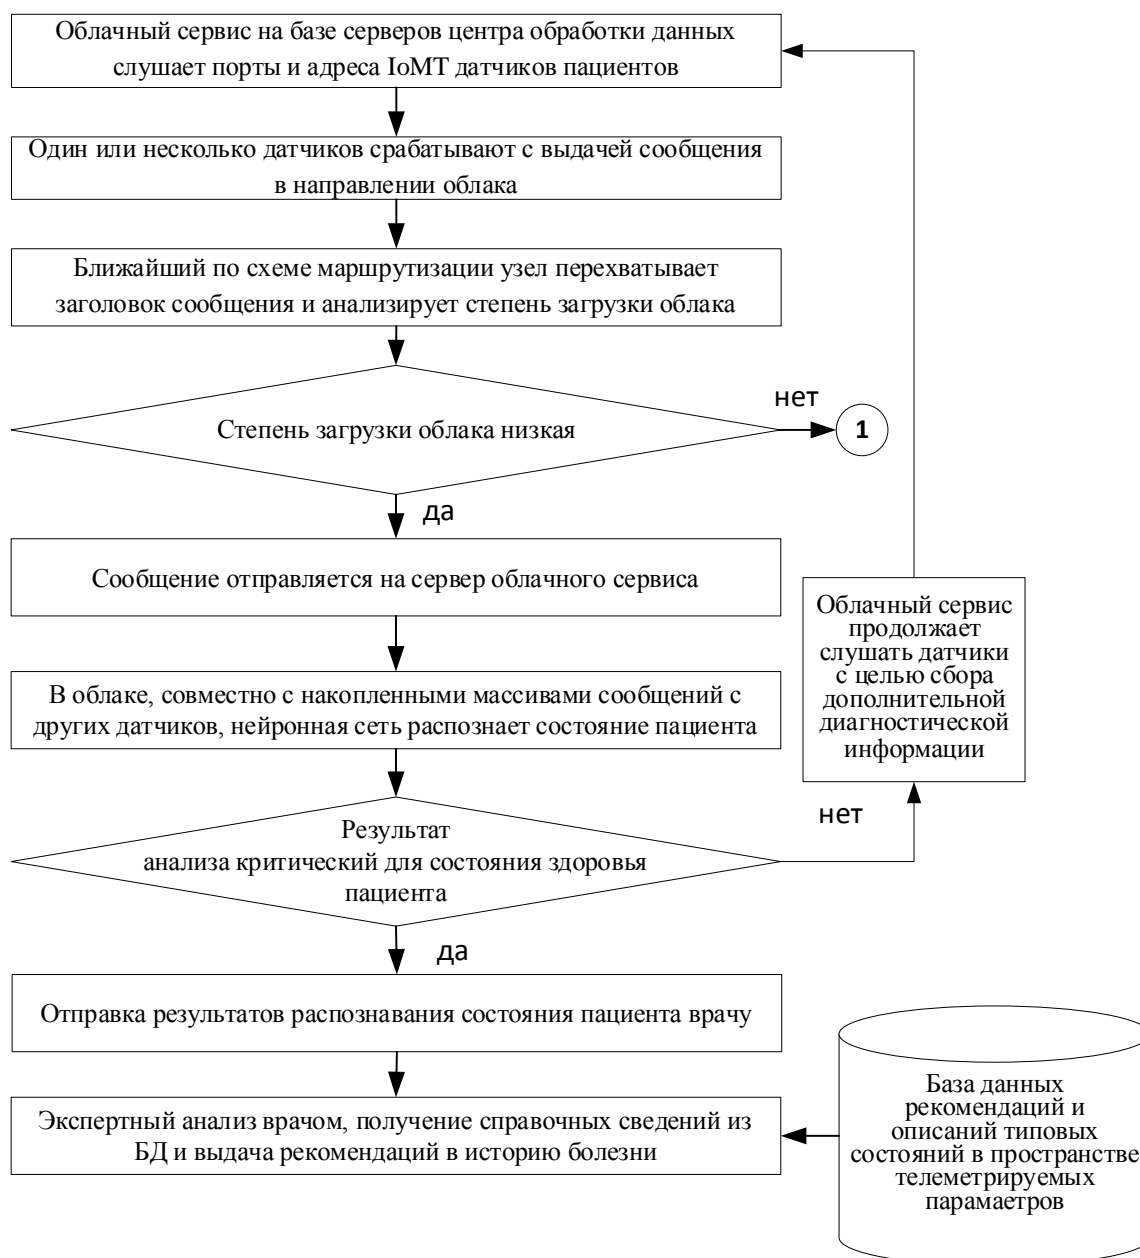 Облачный сервис на базе серверов центра обработки данных
слушает порты и адреса IoMT датчиков пациентов
Один или несколько датчиков срабатывают с выдачей сообщения
в направлении облака
Ближайший по схеме маршрутизации узел перехватывает
заголовок сообщения и анализирует степень загрузки облака
Степень загрузки облака низкая
нет
1
да
Сообщение отправляется на сервер облачного сервиса
Облачный сервис
продолжает
слушать датчики
с целью сбора
дополнительной
диагностической
информации
В облаке, совместно с накопленными массивами сообщений с
других датчиков, нейронная сеть распознает состояние пациента
Результат
анализа критический для состояния здоровья
пациента
нет
да
Отправка результатов распознавания состояния пациента врачу
Экспертный анализ врачом, получение справочных сведений из
БД и выдача рекомендаций в историю болезни
База данных
рекомендаций и
описаний типовых
состояний в пространстве
телеметрируемых
парамаетров